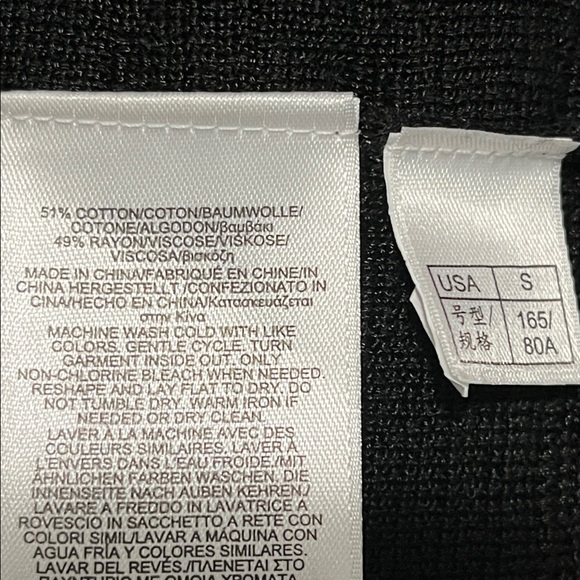 51% COTTON/COTON/BAUMWOLLE/
COTONE/ALGODON/βαμβάκι
49% RAYON/VISCOSE/VISKOSE/
VISCOSA/βισκόζη
MADE IN CHINA/FABRIQUÉ EN CHINE/IN
CHINA HERGESTELLT /CONFEZIONATO IN
CINA/HECHO EN CHINA/Κατασκευάζεται
στην Κίνα
MACHINE WASH COLD WITH LIKE
COLORS. GENTLE CYCLE. TURN
GARMENT INSIDE OUT. ONLY
NON-CHLORINE BLEACH WHEN NEEDED.
RESHAPE AND LAY FLAT TO DRY. DO
NOT TUMBLE DRY. WARM IRON IF
NEEDED OR DRY CLEAN.
LAVER À LA MACHINE AVEC DES
COULEURS SIMILAIRES. LAVER À
L'ENVERS DANS L'EAU FROIDE./MIT
ÄHNLICHEN FARBEN WASCHEN. DIE
INNENSEITE NACH AUBEN KEHREN./
LAVARE A FREDDO IN LAVATRICE A
ROVESCIO IN SACCHETTO A RETE CON
COLORI SIMIL/LAVAR A MÁQUINA CON
AGUA FRÍA Y COLORES SIMILARES.
LAVAR DEL REVÉS./ΠΛΕΝΕΤΑΙ ΣΤΟ
ΠΛΥΝΤΗΡΙΟ ΜΕ ΟΜΟΙΑ ΧΡΩΜΑΤΑ
USA S
号型/ 165/
规格 80A